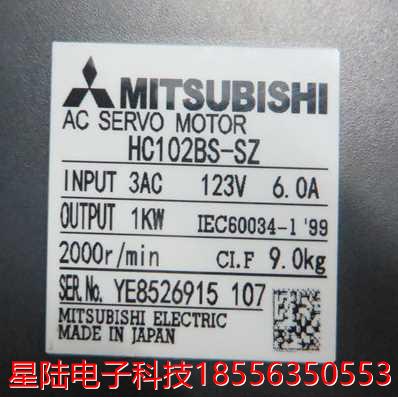 MITSUBISHI
AC SERVO MOTOR
HC102BS-SZ
INPUT 3AC 123V 6.0A
OUTPUT 1KW IEC60034-1 '99
2000r/min CI.F 9.0kg
SER.No. YE8526915 107
MITSUBISHI ELECTRIC
MADE IN JAPAN
星陆电子科技18556350553